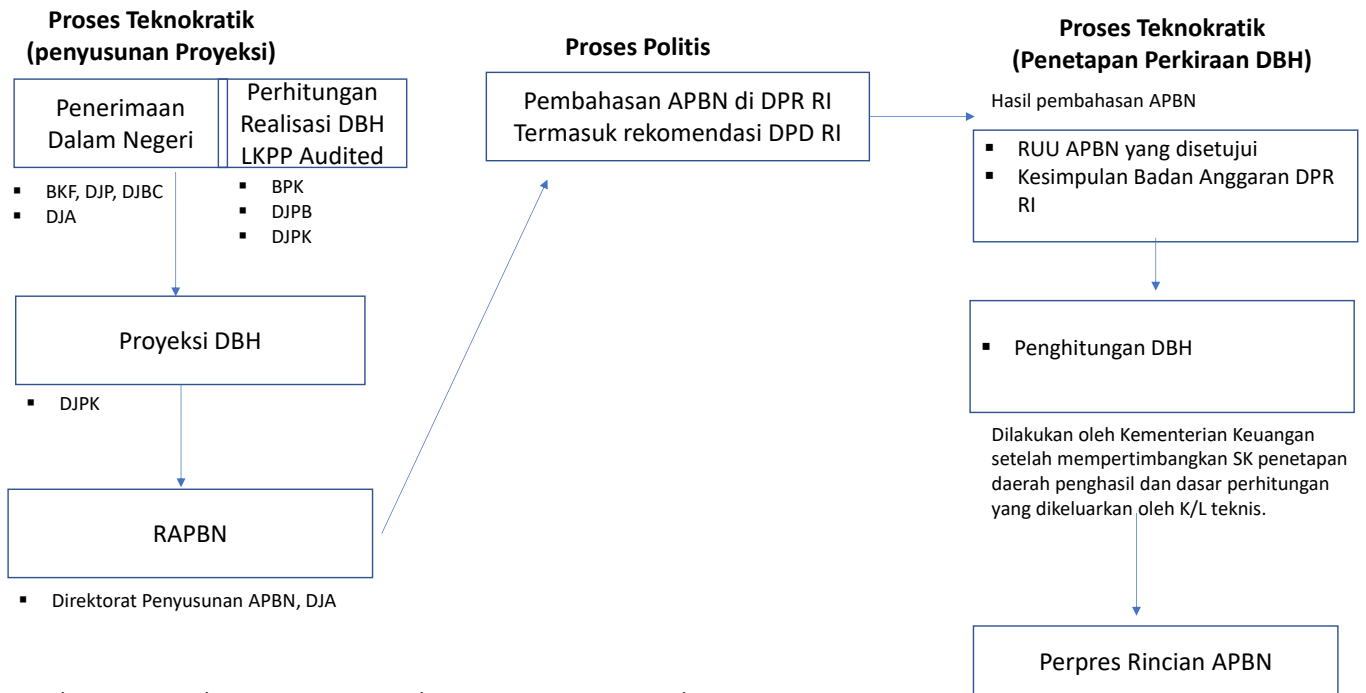 Proses Teknokratik
(penyusunan Proyeksi)
Penerimaan
Dalam Negeri
Perhitungan
Realisasi DBH
LKPP Audited
▪ BKF, DJP, DJBC
▪ DJA
▪ BPK
▪ DJPB
▪ DJPK
Proyeksi DBH
▪ DJPK
RAPBN
▪ Direktorat Penyusunan APBN, DJA
Proses Politis
Pembahasan APBN di DPR RI
Termasuk rekomendasi DPD RI
Proses Teknokratik
(Penetapan Perkiraan DBH)
Hasil pembahasan APBN
▪ RUU APBN yang disetujui
▪ Kesimpulan Badan Anggaran DPR
RI
▪ Penghitungan DBH
Dilakukan oleh Kementerian Keuangan
setelah mempertimbangkan SK penetapan
daerah penghasil dan dasar perhitungan
yang dikeluarkan oleh K/L teknis.
Perpres Rincian APBN